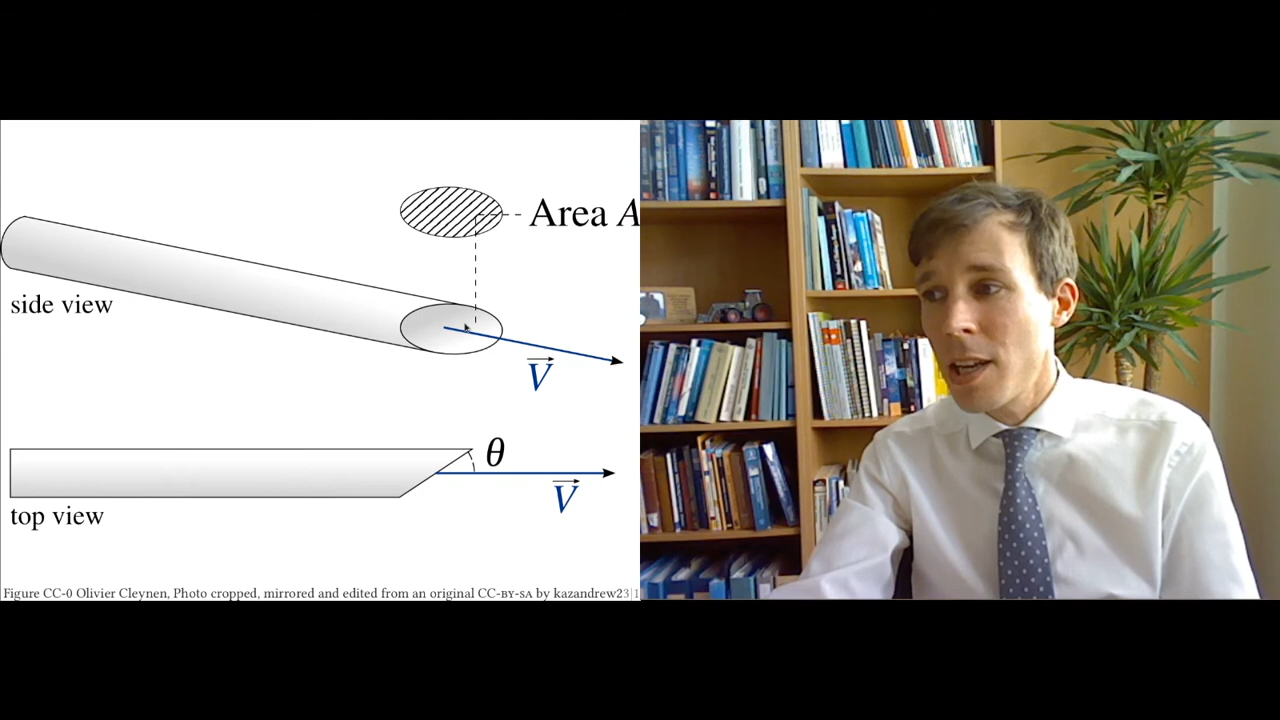 Area A
side view
V
θ
V
top view
Figure CC-0 Olivier Cleynen, Photo cropped, mirrored and edited from an original CC-BY-SA by kazandrew23|1